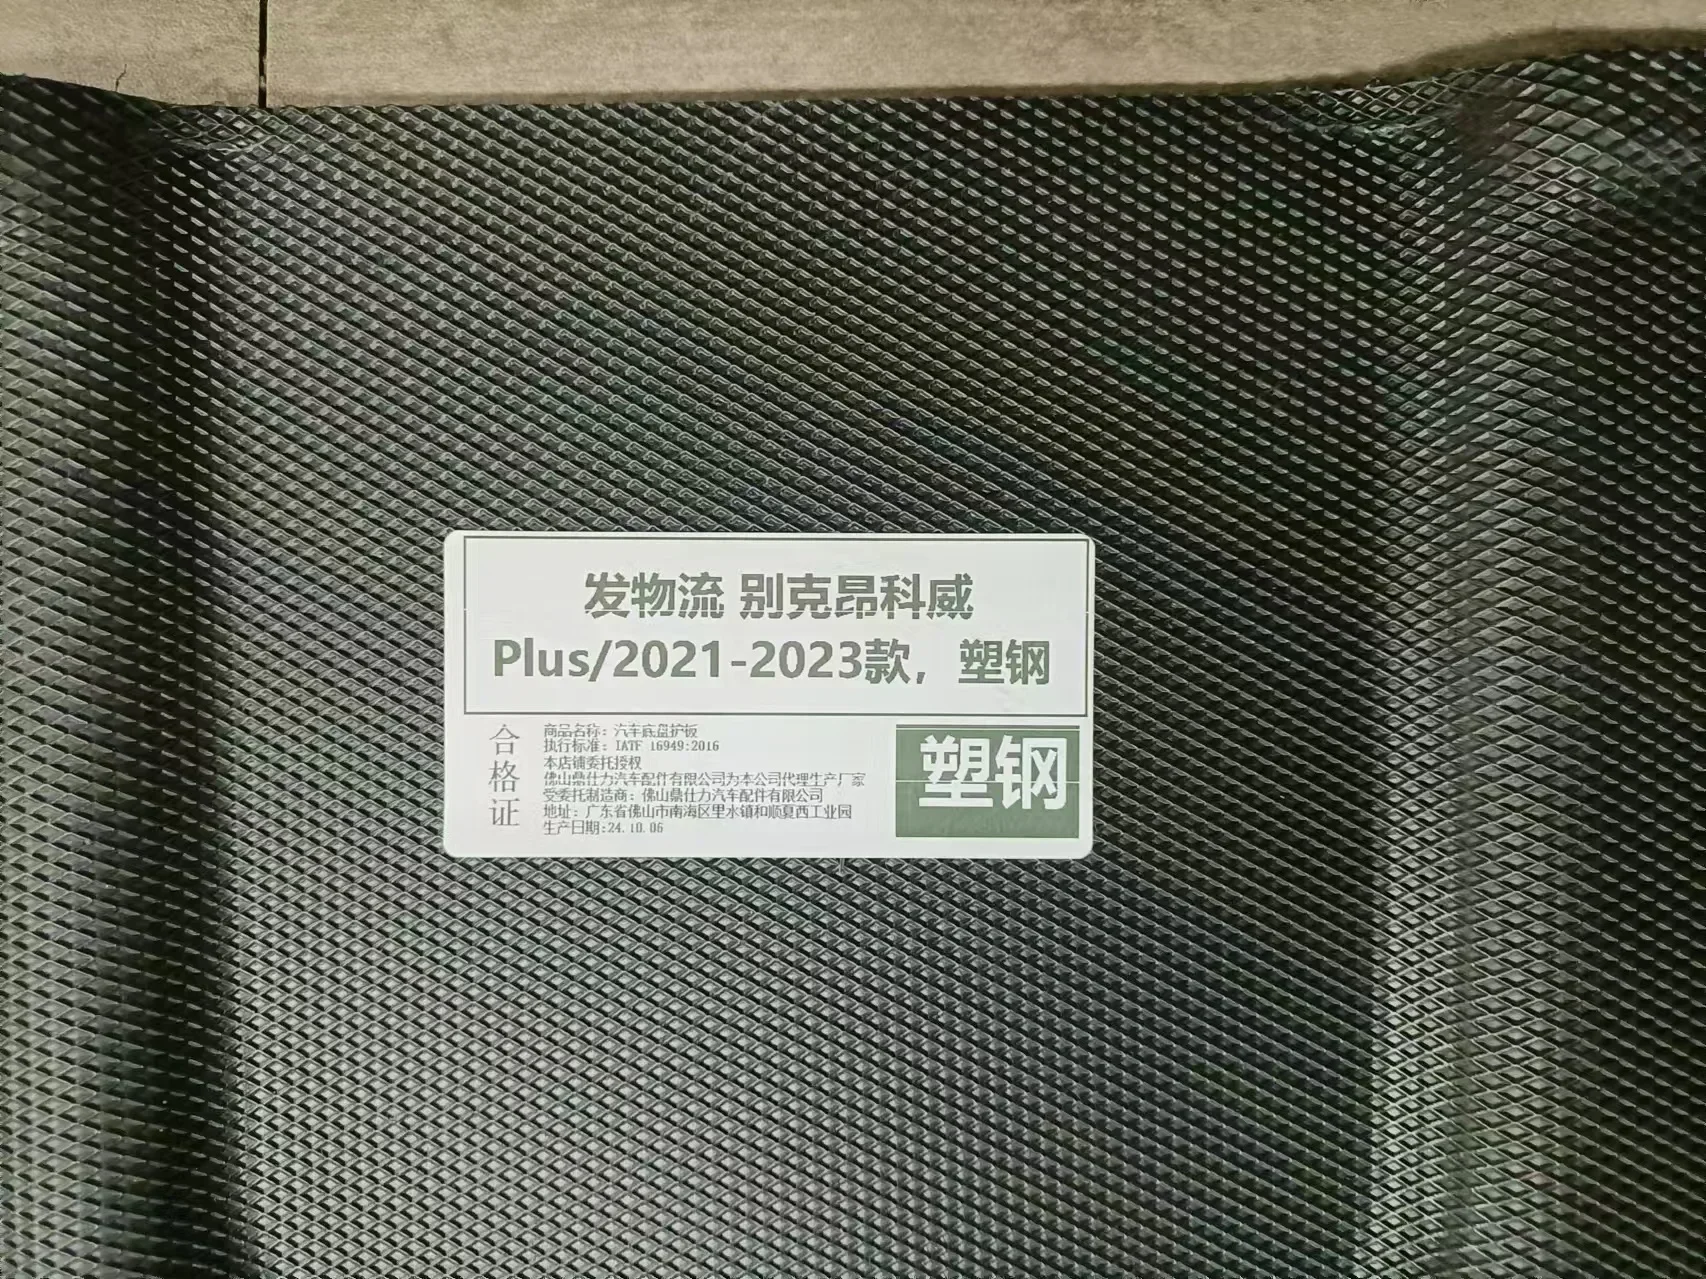 发物流 别克昂科威
Plus/2021-2023款，塑钢
合格证
商品名称：汽车底盘护板
执行标准：IATF 16949:2016
本店铺委托授权
佛山鼎仕力汽车配件有限公司为本公司代理生产厂家
受委托制造商：佛山鼎仕力汽车配件有限公司
地址：广东省佛山市南海区里水镇和顺夏西工业园
生产日期:24.10.06
塑钢